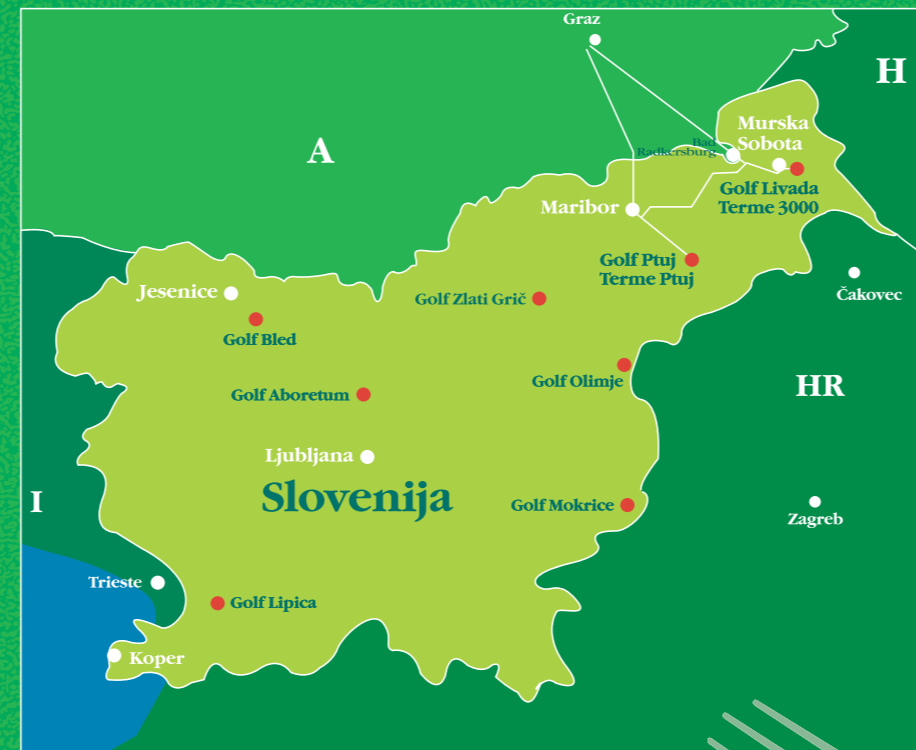 Graz
H
A
Murska
Sobota
Bad
Radkersburg
Golf Livada
Terme 3000
Maribor
Golf Ptuj
Terme Ptuj
Čakovec
Jesenice
Golf Zlati Grič
Golf Bled
Golf Olimje
HR
Golf Aboretum
Ljubljana
Slovenija
I
Golf Mokrice
Zagreb
Trieste
Golf Lipica
Koper